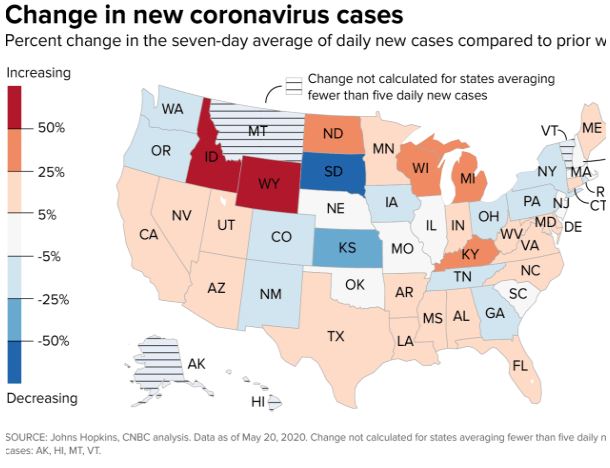 Change in new coronavirus cases
Percent change in the seven-day average of daily new cases compared to prior w
Increasing
50%
25%
5%
-5%
-25%
-50%
Decreasing
Change not calculated for states averaging
fewer than five daily new cases
WA
MT
ND
MN
VT
ME
OR
ID
SD
WI
MI
NY
MA
WY
R
CT
NE
IA
PA
NJ
NV
UT
CO
IL
IN
OH
MD
DE
CA
KS
MO
KY
WV
VA
AZ
NM
OK
AR
TN
NC
SC
MS
AL
GA
TX
LA
FL
AK
HI
SOURCE: Johns Hopkins, CNBC analysis. Data as of May 20, 2020. Change not calculated for states averaging fewer than five daily n
cases: AK, HI, MT, VT.